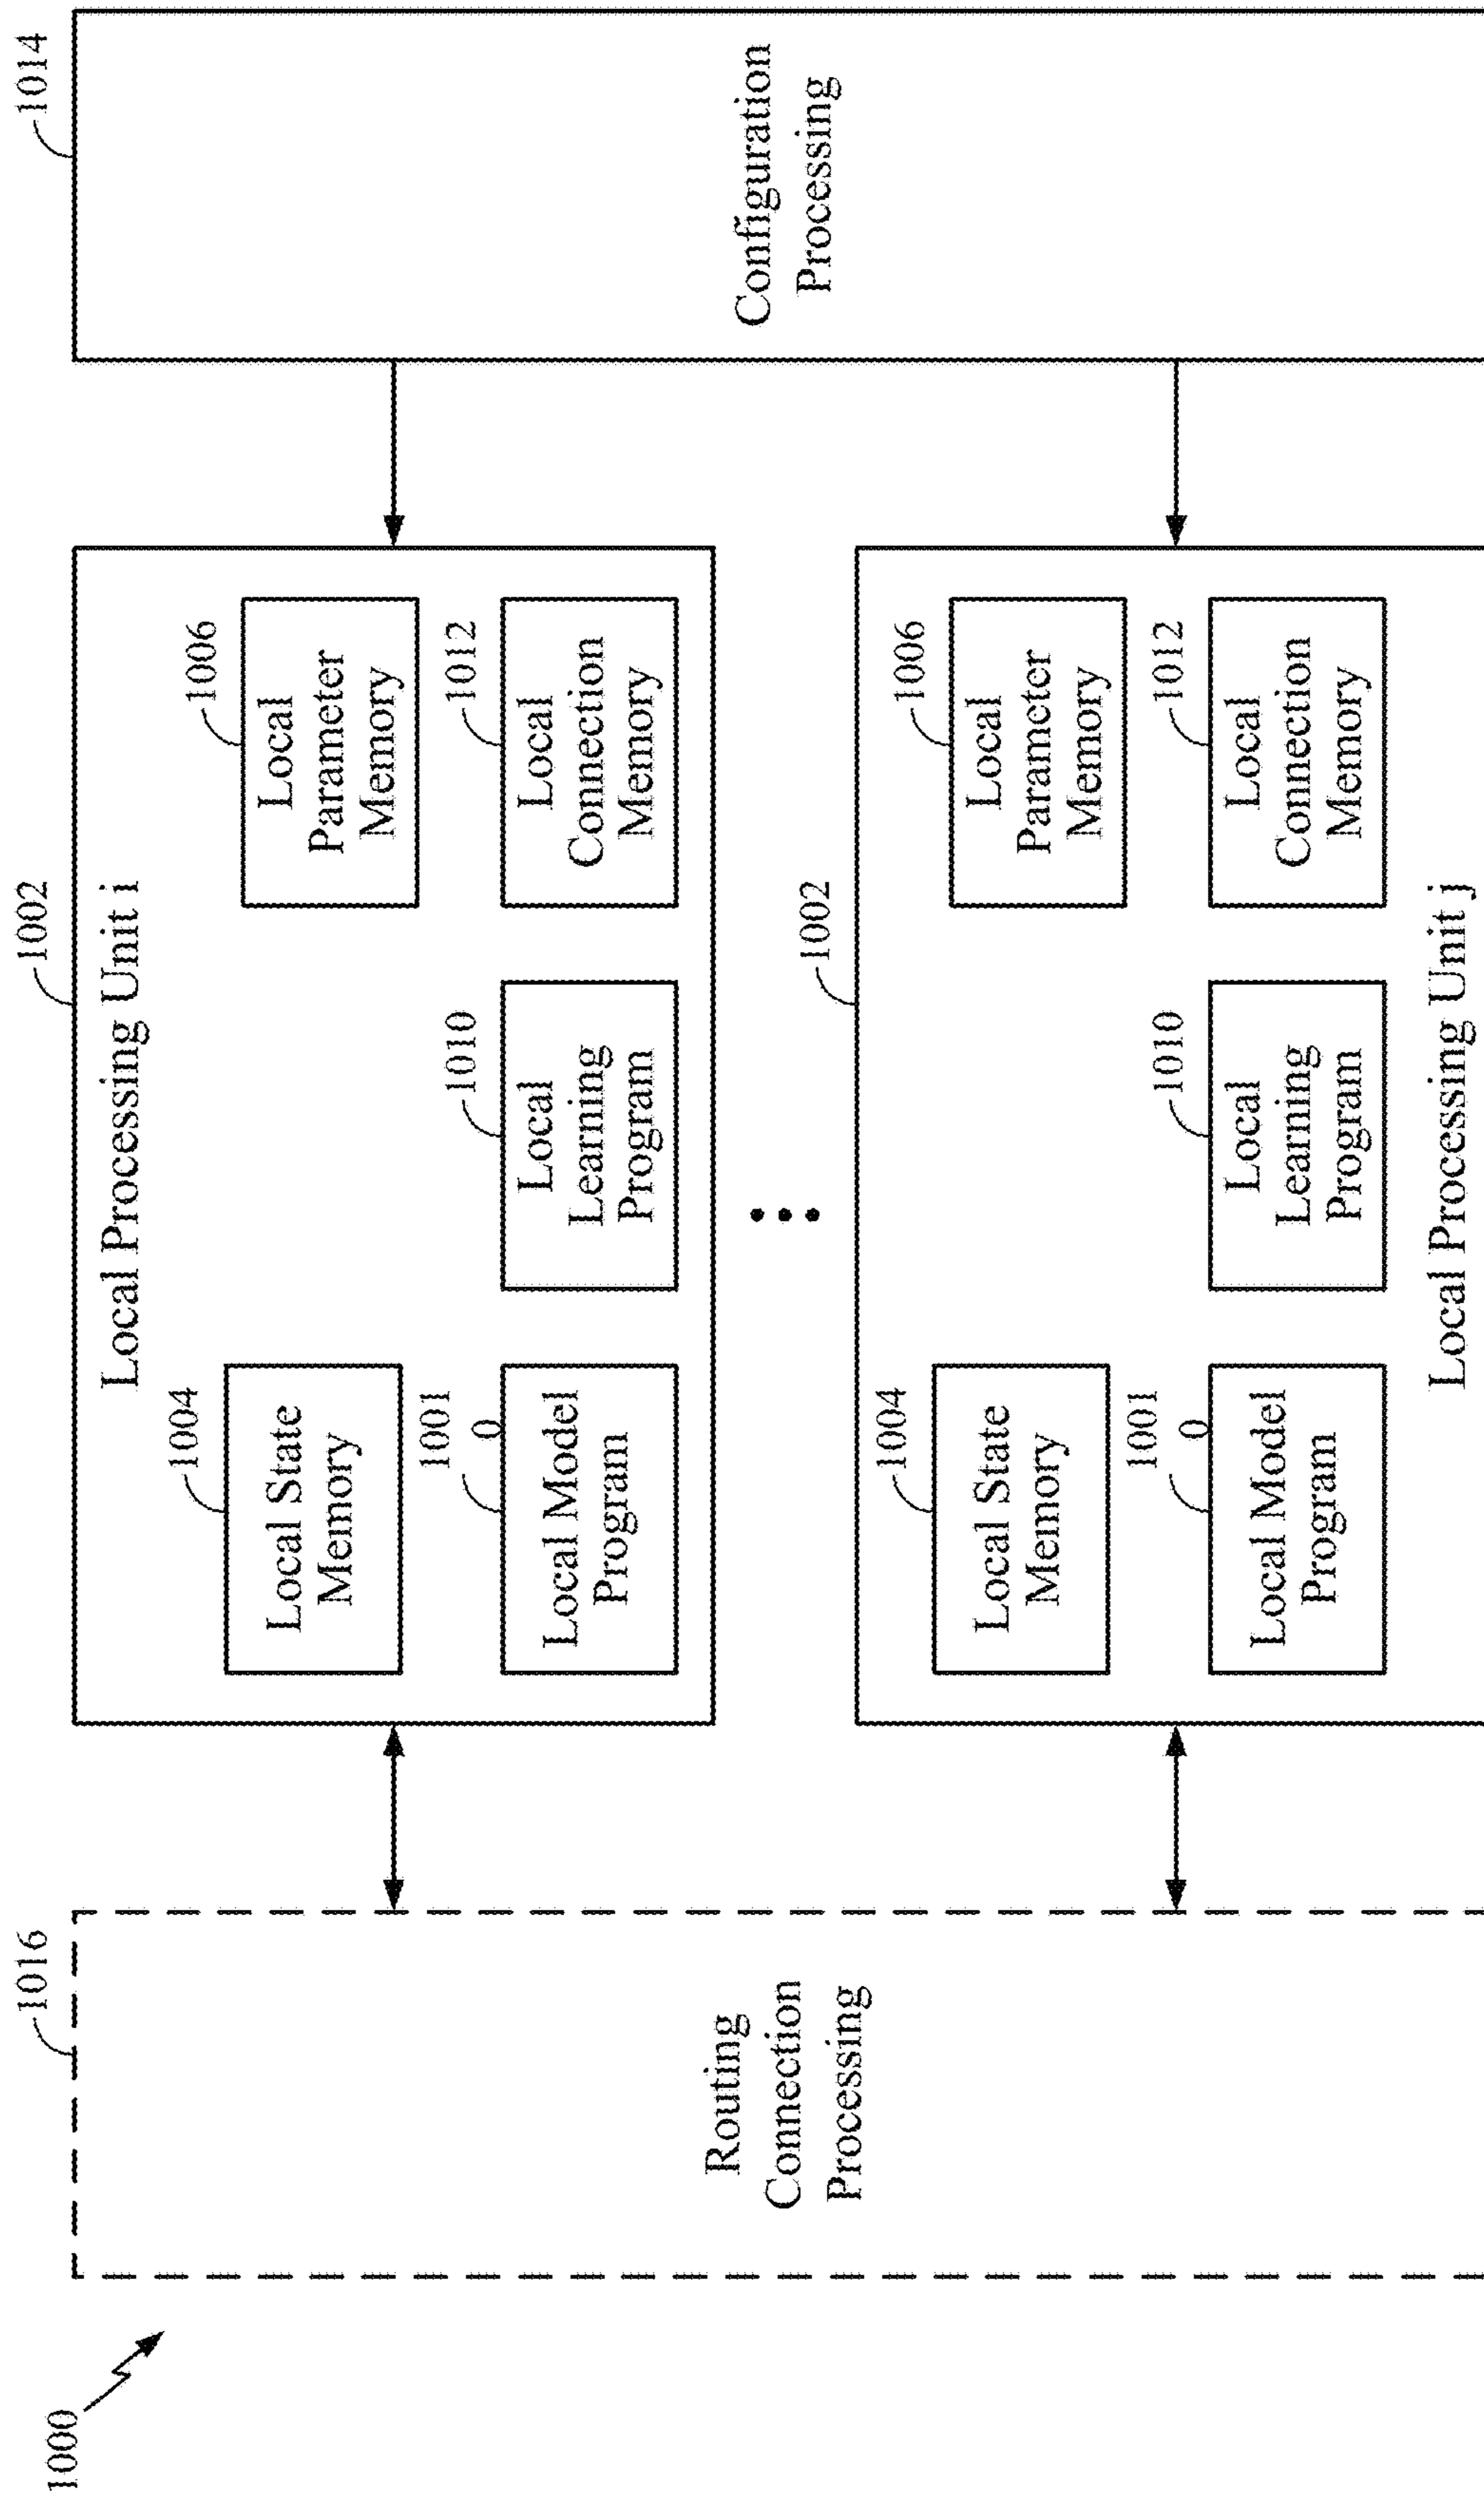 1000
1016
Routing
Connection
Processing
1002
Local Processing Unit i
1004
Local State
Memory
1006
Local
Parameter
Memory
1001
0
Local Model
Program
1010
Local
Learning
Program
1012
Local
Connection
Memory
1002
1004
Local State
Memory
1006
Local
Parameter
Memory
1001
0
Local Model
Program
1010
Local
Learning
Program
1012
Local
Connection
Memory
Local Processing Unit j
1014
Configuration
Processing